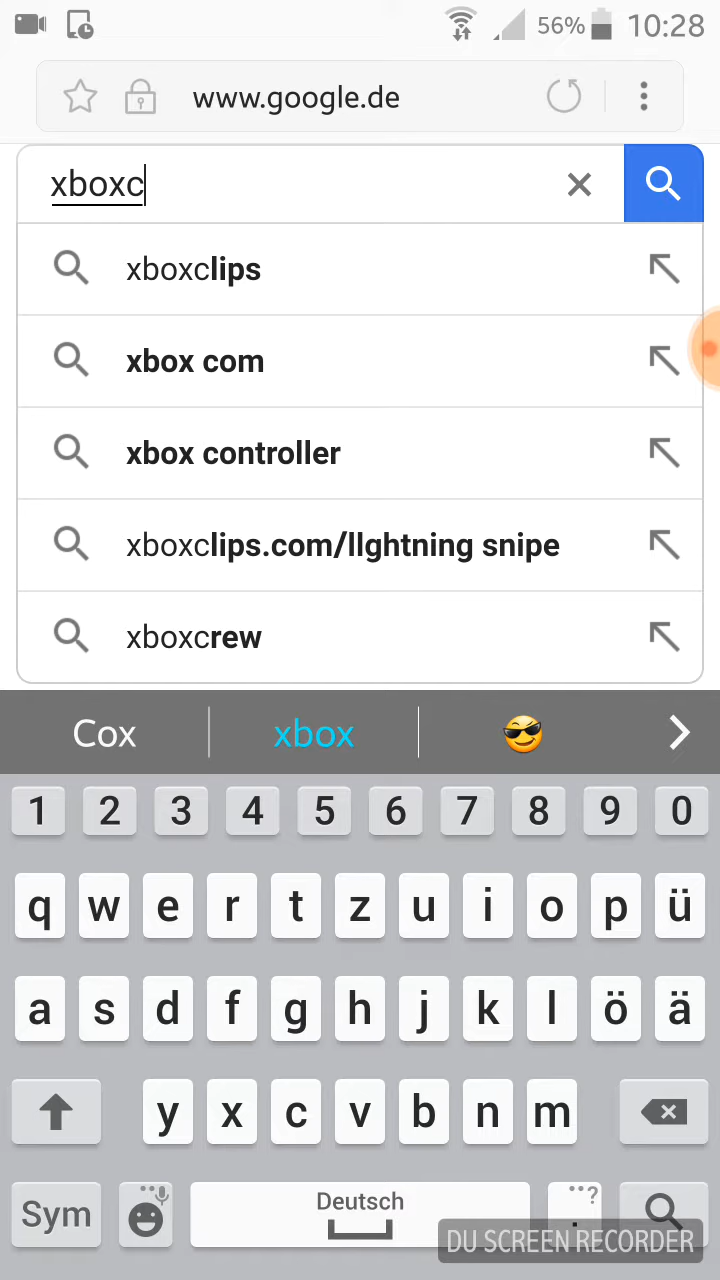 56% 10:28
www.google.de
xboxc
xboxclips
xbox com
xbox controller
xboxclips.com/llghtning snipe
xboxcrew
Cox xbox
1 2 3 4 5 6 7 8 9 0
q w e r t z u i o p ü
a s d f g h j k l ö ä
y x c v b n m
Sym Deutsch . ?
DU SCREEN RECORDER